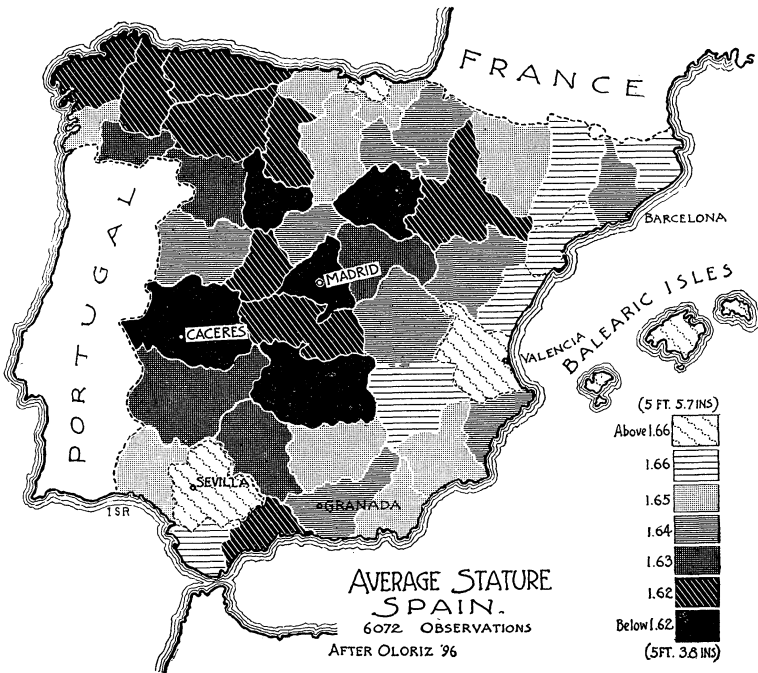 FRANCE
PORTUGAL
BARCELONA
MADRID
BALEARIC ISLES
CACERES
VALENCIA
(5 FT. 5.7 INS)
Above 1.66
1.66
SEVILLA
1.65
GRANADA
ISR
1.64
1.63
1.62
Below 1.62
(5FT. 3.8 INS)
AVERAGE STATURE
SPAIN.
6072 OBSERVATIONS
AFTER OLORIZ '96